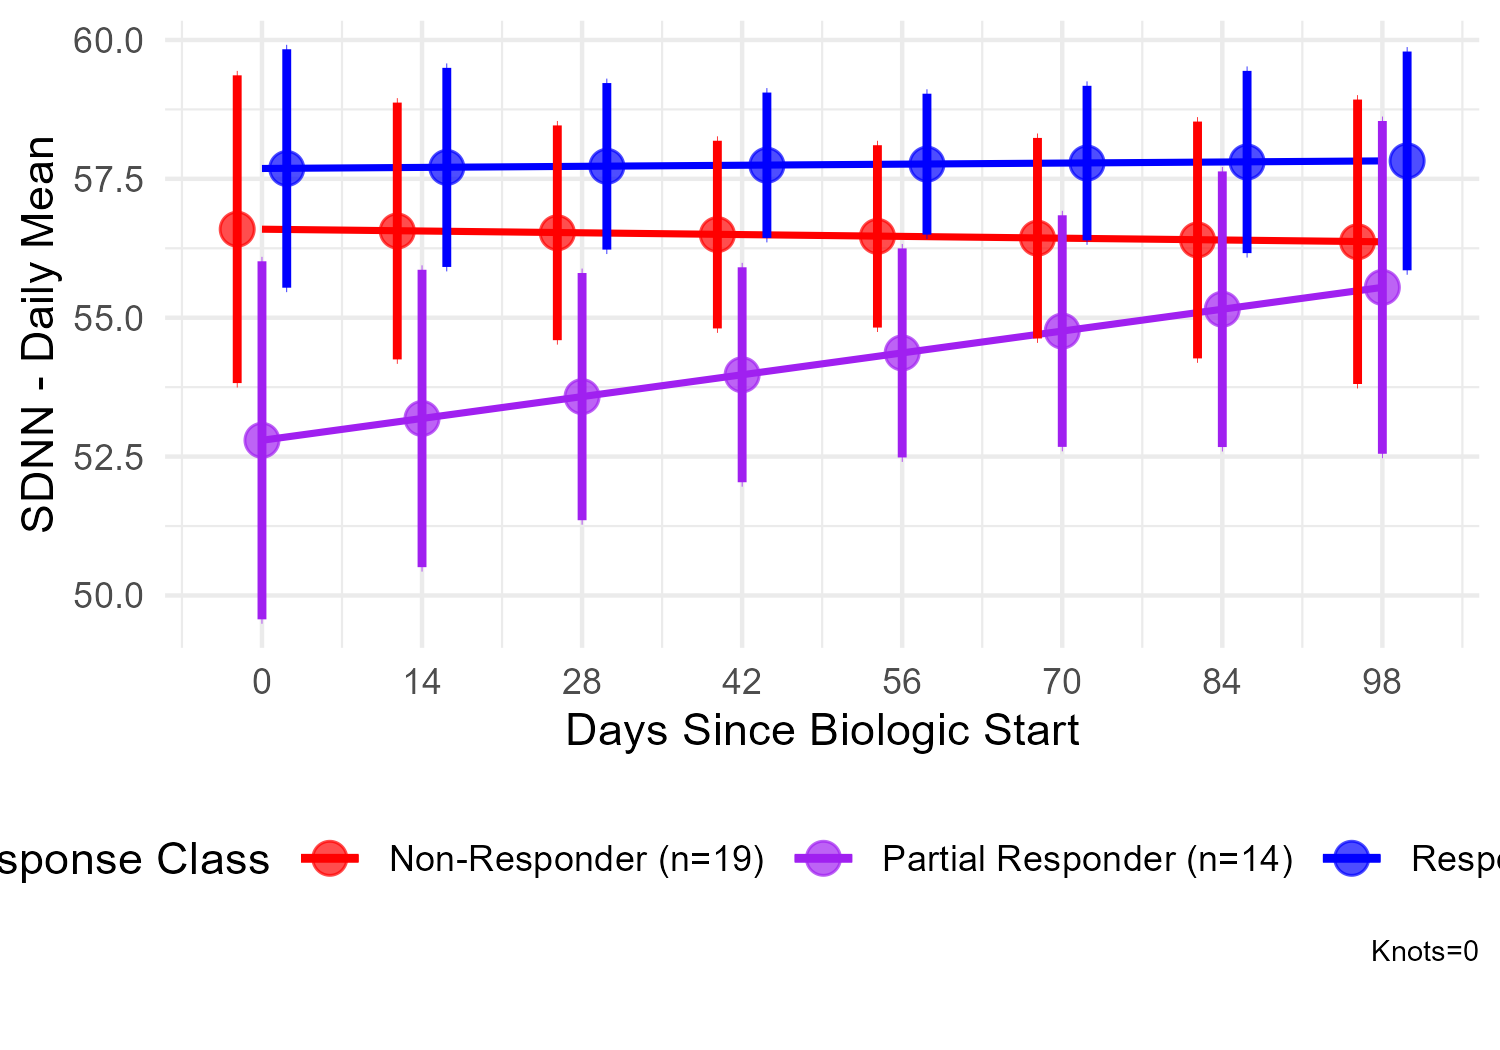 60.0
57.5
55.0
52.5
50.0
SDNN - Daily Mean
0 14 28 42 56 70 84 98
Days Since Biologic Start
sponse Class Non-Responder (n=19) Partial Responder (n=14) Resp
Knots=0